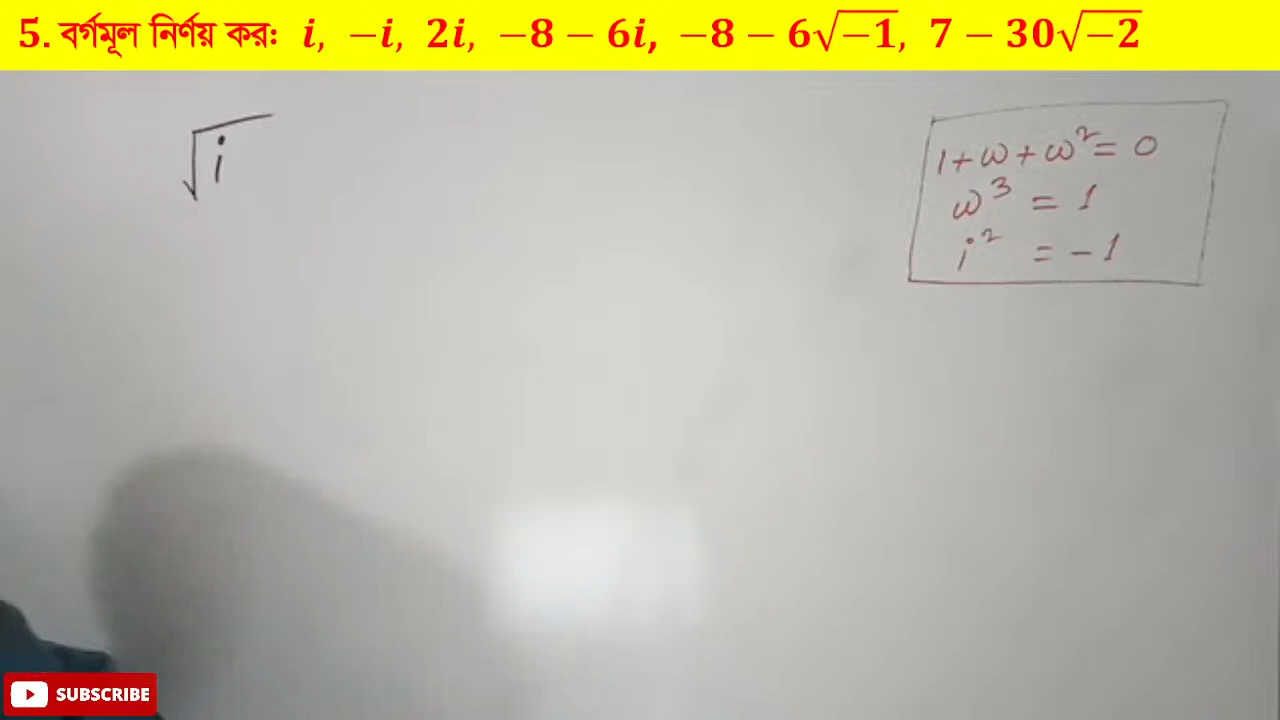 5. বর্গমূল নির্ণয় করঃ i, −i, 2i, −8 − 6i, −8 − 6√−1, 7 − 30√−2
√i
1 + ω + ω² = 0
ω³ = 1
i² = −1
SUBSCRIBE